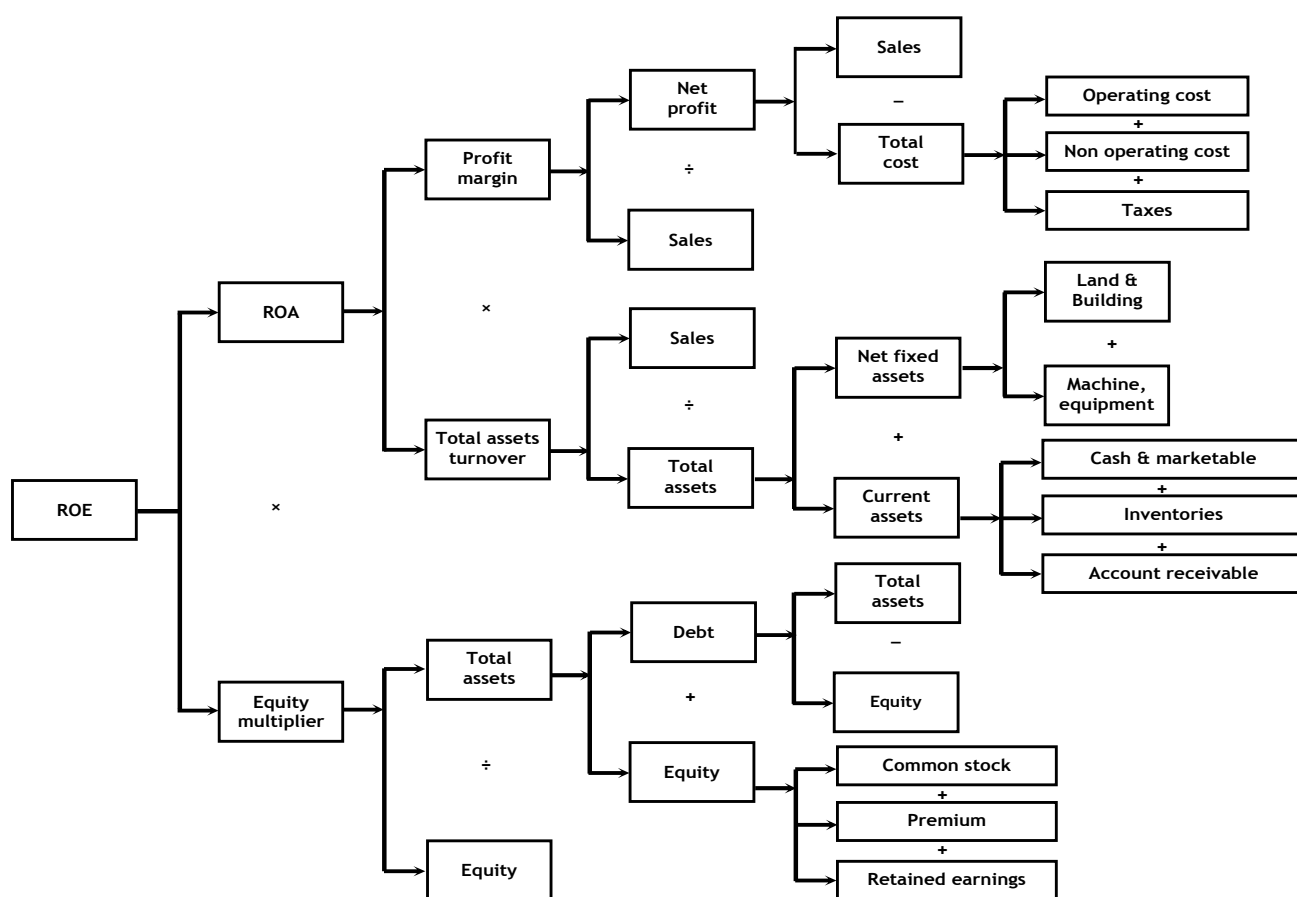 Sales
Net
profit
Operating cost
–
+
Total
cost
Profit
margin
Non operating cost
÷
+
Taxes
Sales
Land &
Building
ROA
×
Sales
Net fixed
assets
+
Machine,
equipment
÷
+
Total assets
turnover
Total
assets
Cash & marketable
+
ROE
×
Current
assets
Inventories
+
Account receivable
Total
assets
Debt
–
Total
assets
Equity
multiplier
+
Equity
÷
Equity
Common stock
+
Premium
+
Equity
Retained earnings